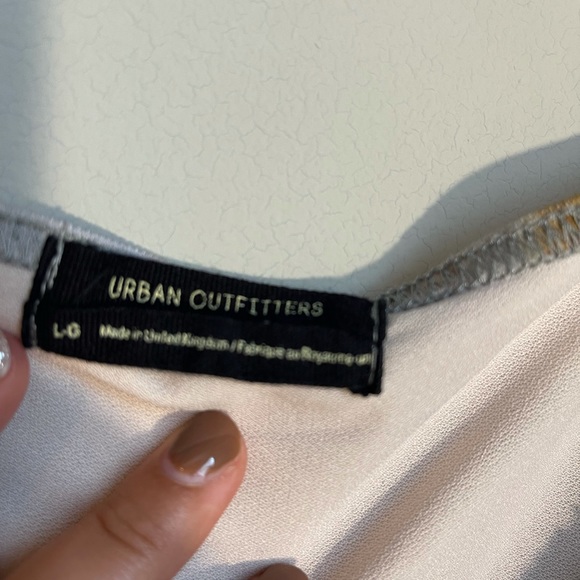 URBAN OUTFITTERS
L-G Made in United Kingdom / Fabriqué au Royaume uni